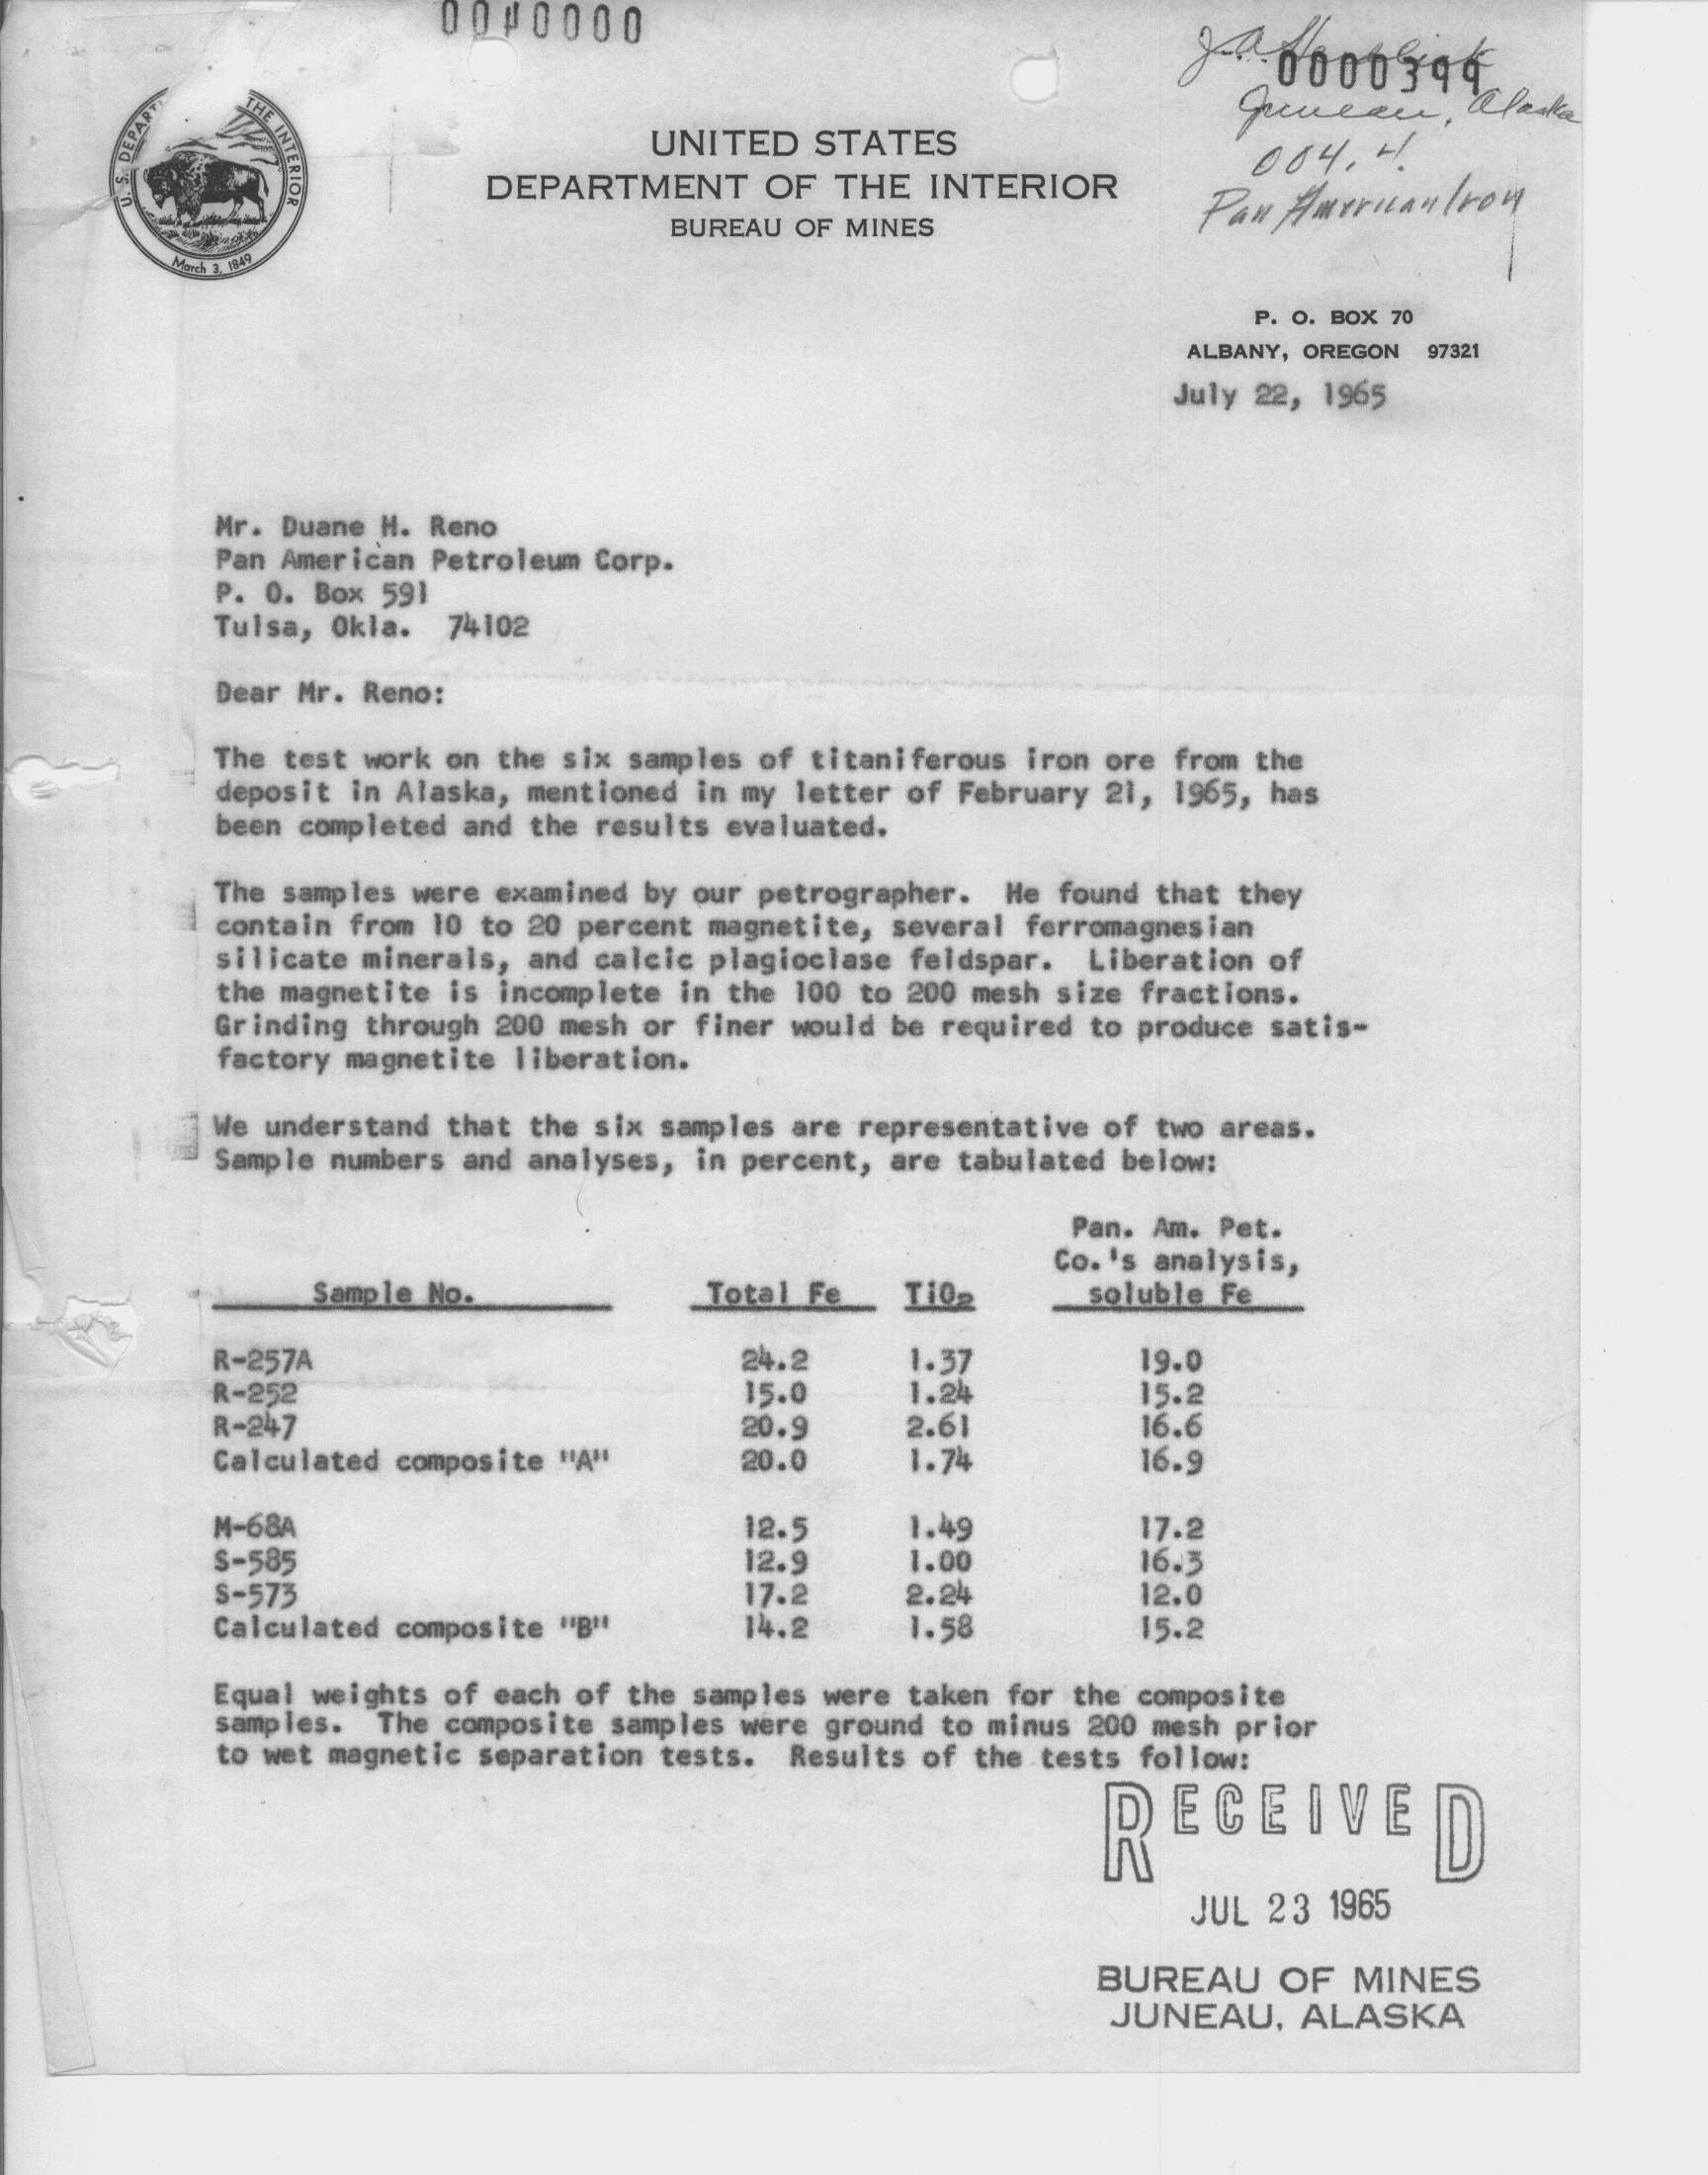 0010000
0000399
J.A.
Juneau, Alaska
004.4.
Pan American Iron
U. S. DEPART THE INTERIOR
March 3, 1849
UNITED STATES
DEPARTMENT OF THE INTERIOR
BUREAU OF MINES
P. O. BOX 70
ALBANY, OREGON 97321
July 22, 1965
Mr. Duane H. Reno
Pan American Petroleum Corp.
P. O. Box 591
Tulsa, Okla. 74102
Dear Mr. Reno:
The test work on the six samples of titaniferous iron ore from the
deposit in Alaska, mentioned in my letter of February 21, 1965, has
been completed and the results evaluated.
The samples were examined by our petrographer. He found that they
contain from 10 to 20 percent magnetite, several ferromagnesian
silicate minerals, and calcic plagioclase feldspar. Liberation of
the magnetite is incomplete in the 100 to 200 mesh size fractions.
Grinding through 200 mesh or finer would be required to produce satis-
factory magnetite liberation.
We understand that the six samples are representative of two areas.
Sample numbers and analyses, in percent, are tabulated below:
Pan. Am. Pet.
Co.'s analysis,
Sample No. Total Fe TiO2 soluble Fe
R-257A 24.2 1.37 19.0
R-252 15.0 1.24 15.2
R-247 20.9 2.61 16.6
Calculated composite "A" 20.0 1.74 16.9
M-68A 12.5 1.49 17.2
S-585 12.9 1.00 16.3
S-573 17.2 2.24 12.0
Calculated composite "B" 14.2 1.58 15.2
Equal weights of each of the samples were taken for the composite
samples. The composite samples were ground to minus 200 mesh prior
to wet magnetic separation tests. Results of the tests follow:
RECEIVED
JUL 23 1965
BUREAU OF MINES
JUNEAU, ALASKA